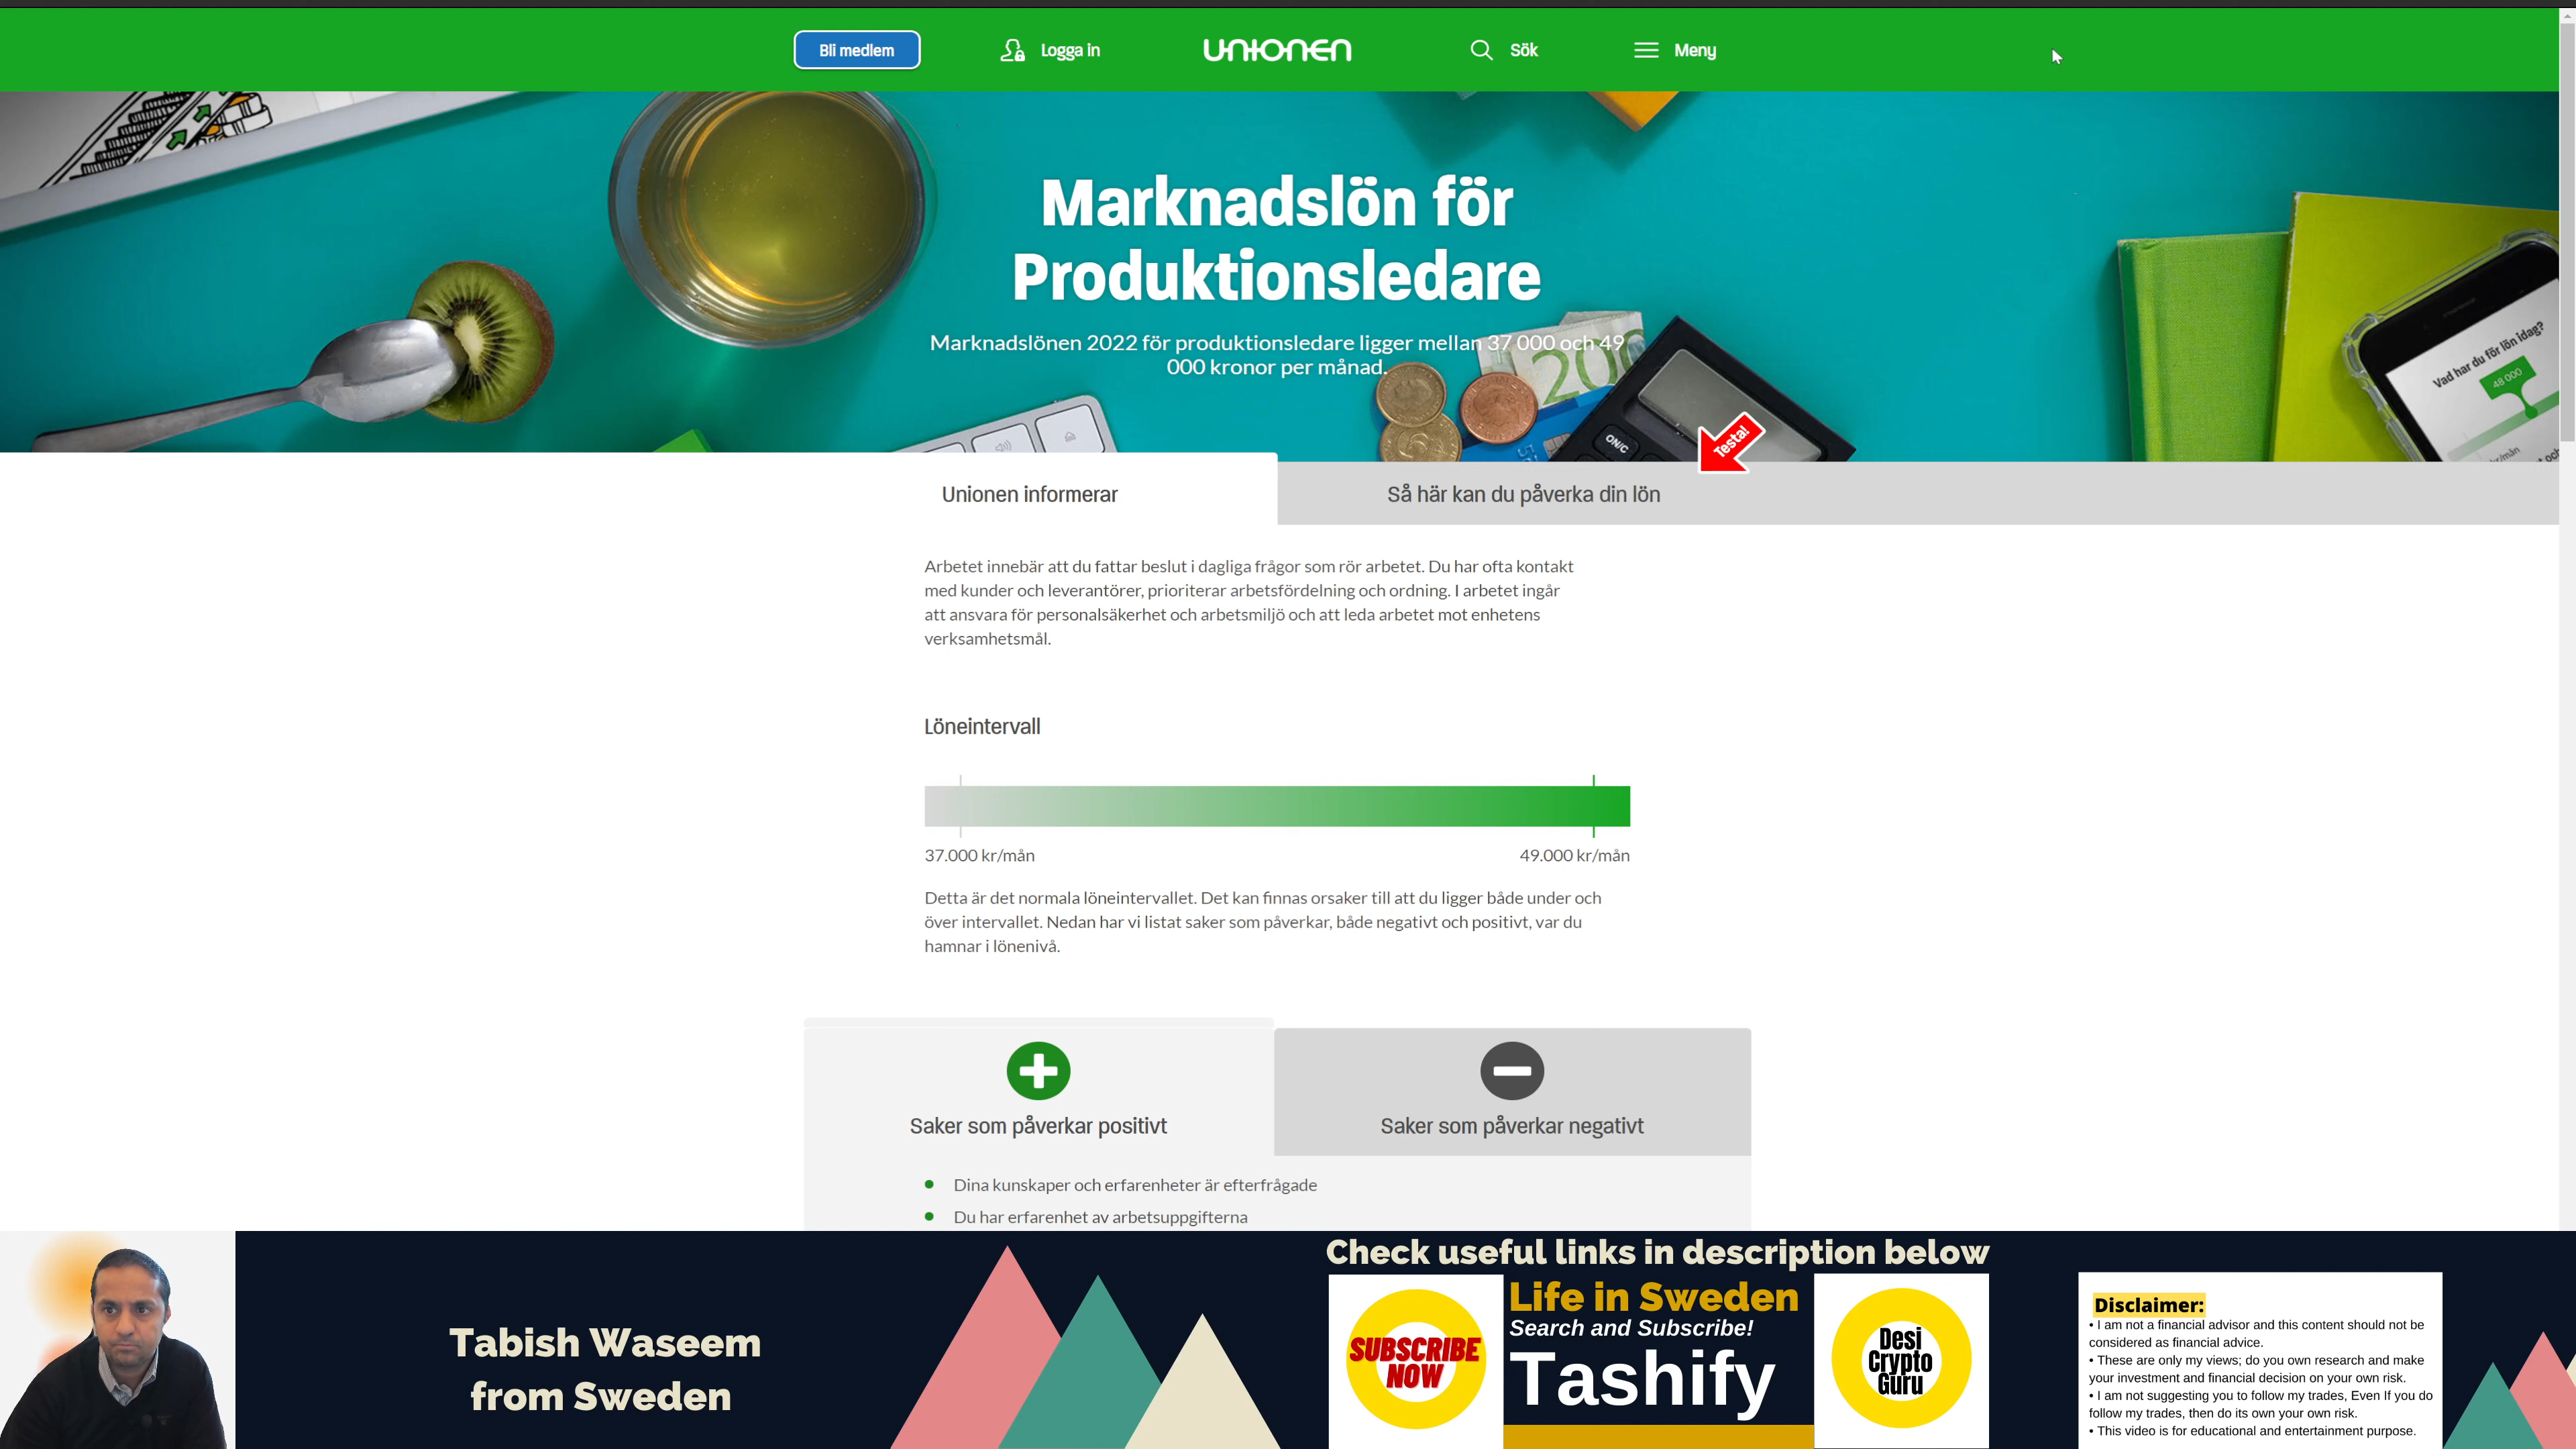 Bli medlem
Logga in
unionen
Sök
Meny
Marknadslön för
Produktionsledare
Marknadslönen 2022 för produktionsledare ligger mellan 37 000 och 49
000 kronor per månad.
20
ON/C
Vad har du för lön idag?
48 000
Testa!
Unionen informerar
Så här kan du påverka din lön
Arbetet innebär att du fattar beslut i dagliga frågor som rör arbetet. Du har ofta kontakt
med kunder och leverantörer, prioriterar arbetsfördelning och ordning. I arbetet ingår
att ansvara för personalsäkerhet och arbetsmiljö och att leda arbetet mot enhetens
verksamhetsmål.
Löneintervall
37.000 kr/mån
49.000 kr/mån
Detta är det normala löneintervallet. Det kan finnas orsaker till att du ligger både under och
över intervallet. Nedan har vi listat saker som påverkar, både negativt och positivt, var du
hamnar i lönenivå.
Saker som påverkar positivt
Saker som påverkar negativt
Dina kunskaper och erfarenheter är efterfrågade
Du har erfarenhet av arbetsuppgifterna
Tabish Waseem
from Sweden
Check useful links in description below
SUBSCRIBE
NOW
Life in Sweden
Search and Subscribe!
Tashify
Desi
Crypto
Guru
Disclaimer:
• I am not a financial advisor and this content should not be
considered as financial advice.
• These are only my views; do you own research and make
your investment and financial decision on your own risk.
• I am not suggesting you to follow my trades, Even If you do
follow my trades, then do its own your own risk.
• This video is for educational and entertainment purpose.